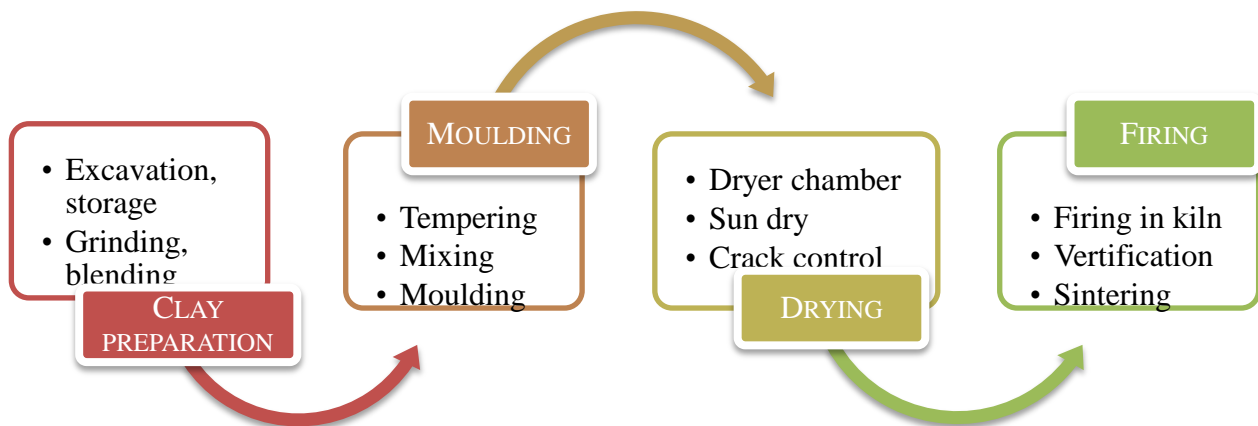 • Excavation,
storage
• Grinding,
blending
CLAY
PREPARATION
MOULDING
• Tempering
• Mixing
• Moulding
• Dryer chamber
• Sun dry
• Crack control
DRYING
FIRING
• Firing in kiln
• Vertification
• Sintering